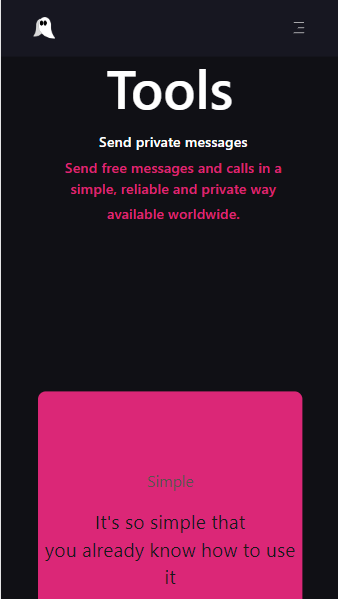 Tools
Send private messages
Send free messages and calls in a
simple, reliable and private way
available worldwide.
Simple
It's so simple that
you already know how to use
it